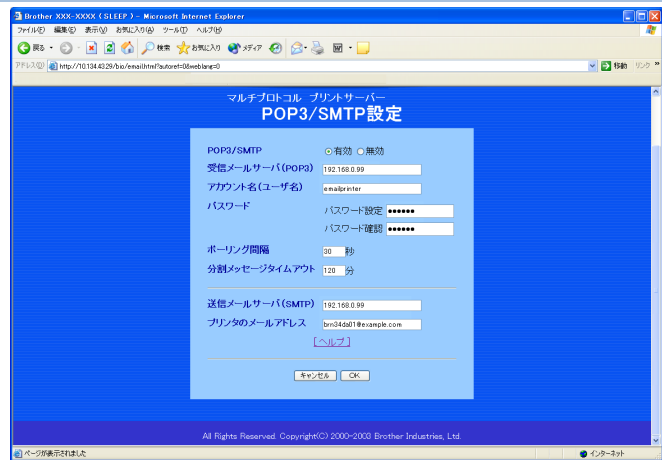 Brother XXX-XXXX ( SLEEP ) - Microsoft Internet Explorer
ファイル(F) 編集(E) 表示(V) お気に入り(A) ツール(T) ヘルプ(H)
戻る 検索 お気に入り メディア
アドレス(D) http://10.134.43.29/bio/email.html?autoref=0&weblang=0 移動 リンク »
マルチプロトコル プリントサーバー
POP3/SMTP設定
POP3/SMTP 有効 無効
受信メールサーバ(POP3) 192.168.0.99
アカウント名(ユーザ名) emailprinter
パスワード パスワード設定 ●●●●●●
パスワード確認 ●●●●●●
ポーリング間隔 30 秒
分割メッセージタイムアウト 120 分
送信メールサーバ(SMTP) 192.168.0.99
プリンタのメールアドレス brn34da01@example.com
[ヘルプ]
キャンセル OK
All Rights Reserved. Copyright(C) 2000-2003 Brother Industries, Ltd.
ページが表示されました インターネット